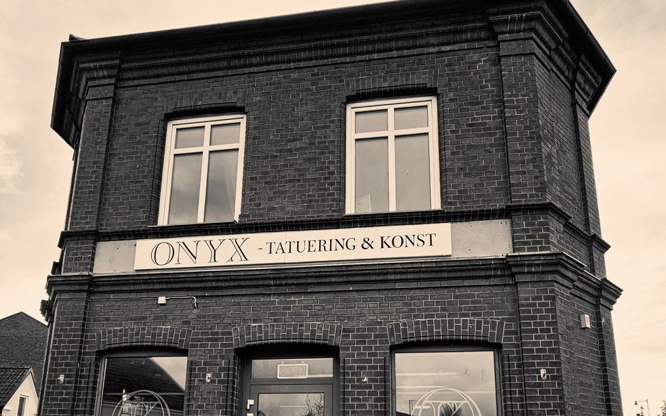 ONYX - TATUERING & KONST